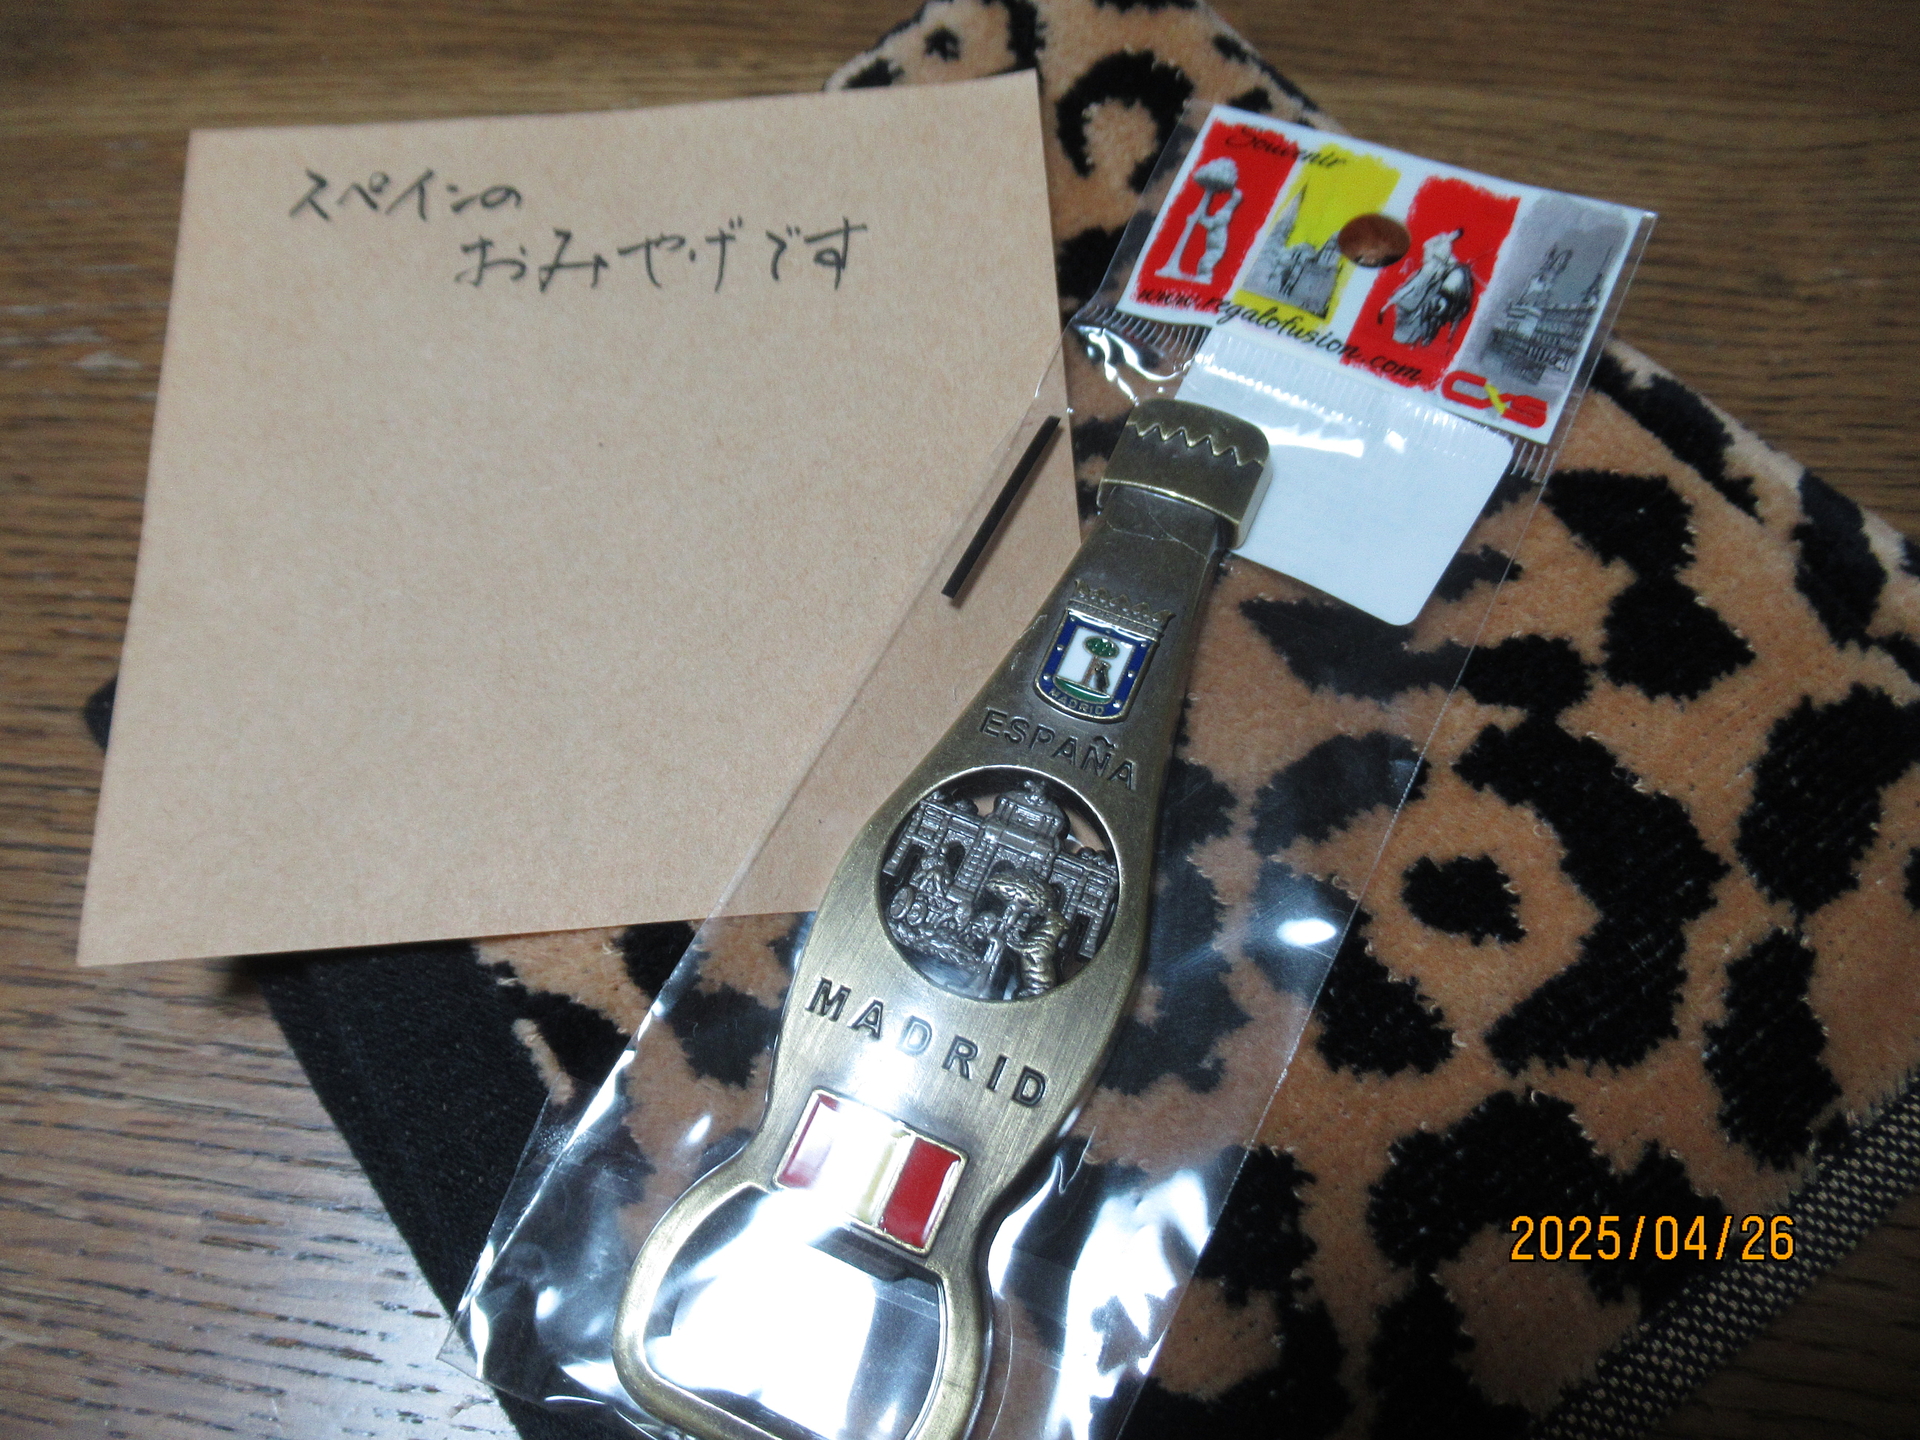 スペインの
おみやげです
Souvenir
www.regalofusion.com
CYS
MADRID
ESPAÑA
MADRID
2025/04/26